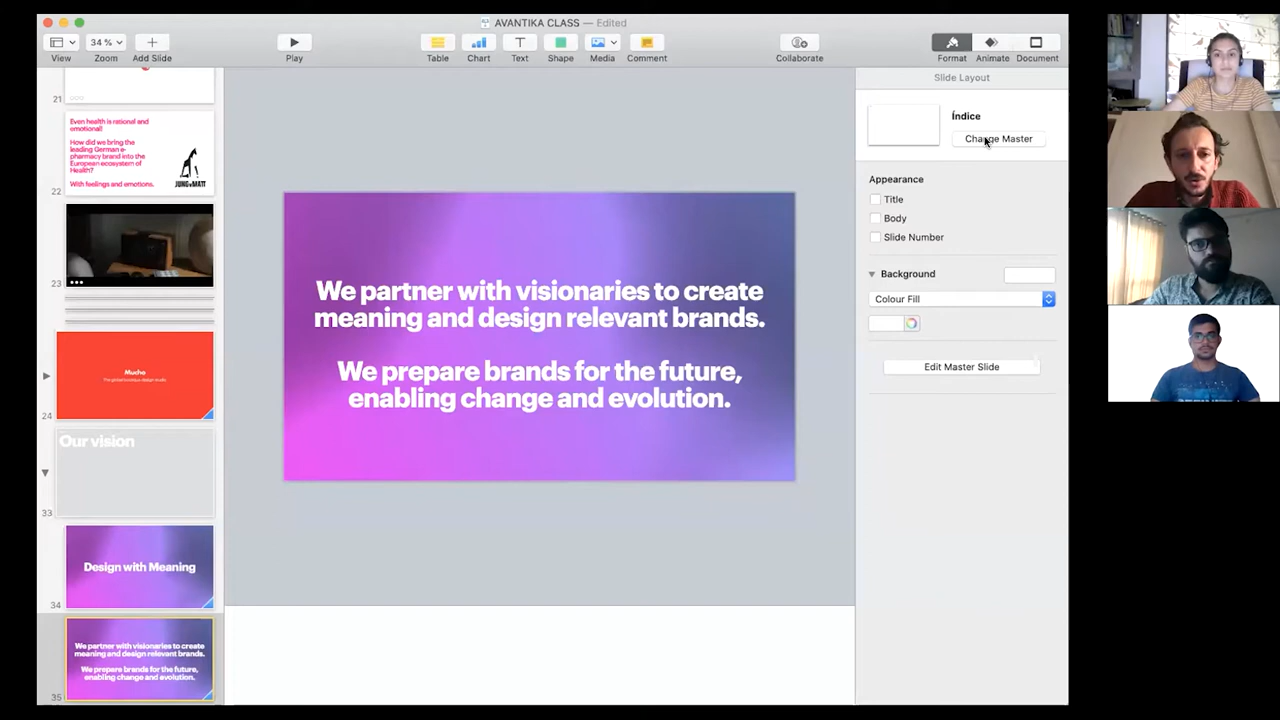 AVANTIKA CLASS — Edited
View
34 %
Zoom
Add Slide
Play
Table
Chart
Text
Shape
Media
Comment
Collaborate
Format
Animate
Document
21
Even health is rational and
emotional!
How did we bring the
leading German e-
pharmacy brand into the
European ecosystem of
Health?
With feelings and emotions.
JUNGvMATT
22
23
Mucho
24
Our vision
33
Design with Meaning
34
We partner with visionaries to create
meaning and design relevant brands.
We prepare brands for the future,
enabling change and evolution.
35
We partner with visionaries to create
meaning and design relevant brands.
We prepare brands for the future,
enabling change and evolution.
Slide Layout
Índice
Change Master
Appearance
Title
Body
Slide Number
Background
Colour Fill
Edit Master Slide